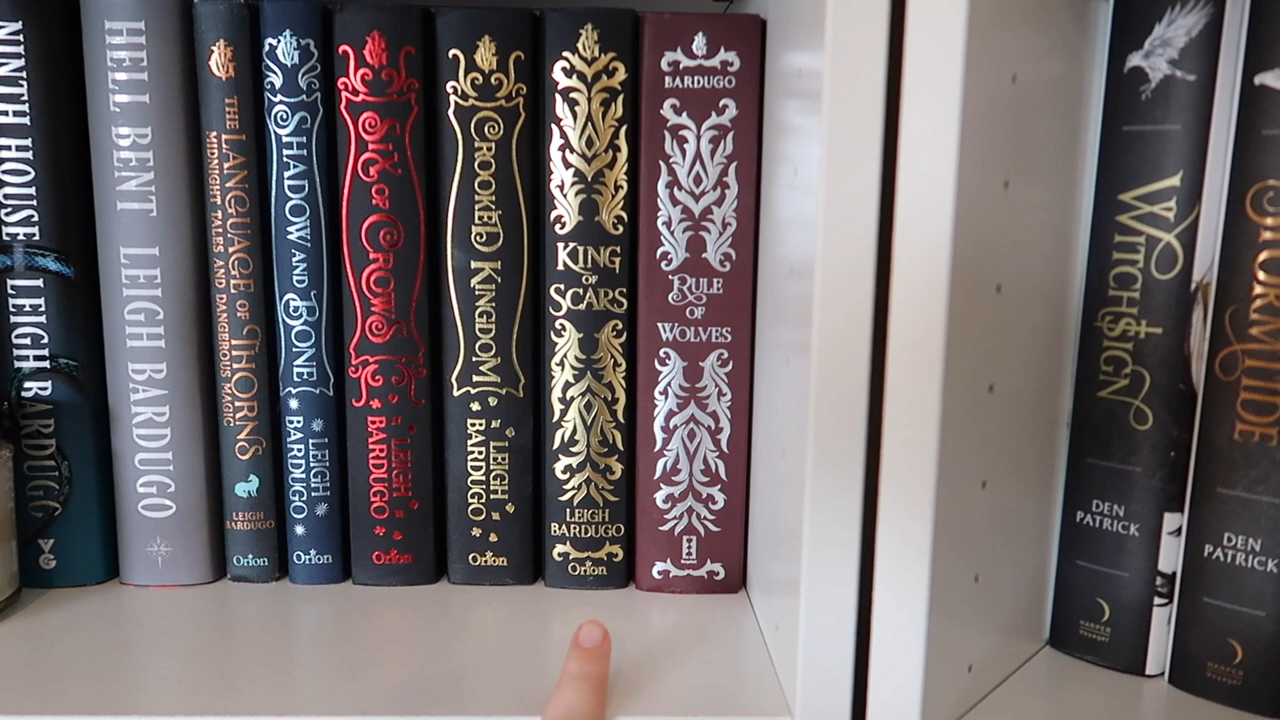 NINTH HOUSE LEIGH BARDUGO
HELL BENT LEIGH BARDUGO
THE LANGUAGE OF THORNS
MIDNIGHT TALES AND DANGEROUS MAGIC
LEIGH
BARDUGO
Orion
SHADOW AND BONE
LEIGH
BARDUGO
Orion
SIX OF CROWS
LEIGH
BARDUGO
Orion
CROOKED KINGDOM
LEIGH
BARDUGO
Orion
KING
OF
SCARS
LEIGH
BARDUGO
Orion
BARDUGO
RULE
OF
WOLVES
WITCHSIGN
DEN
PATRICK
HARPER
Voyager
STORMTIDE
DEN
PATRICK
HARPER
Voyager